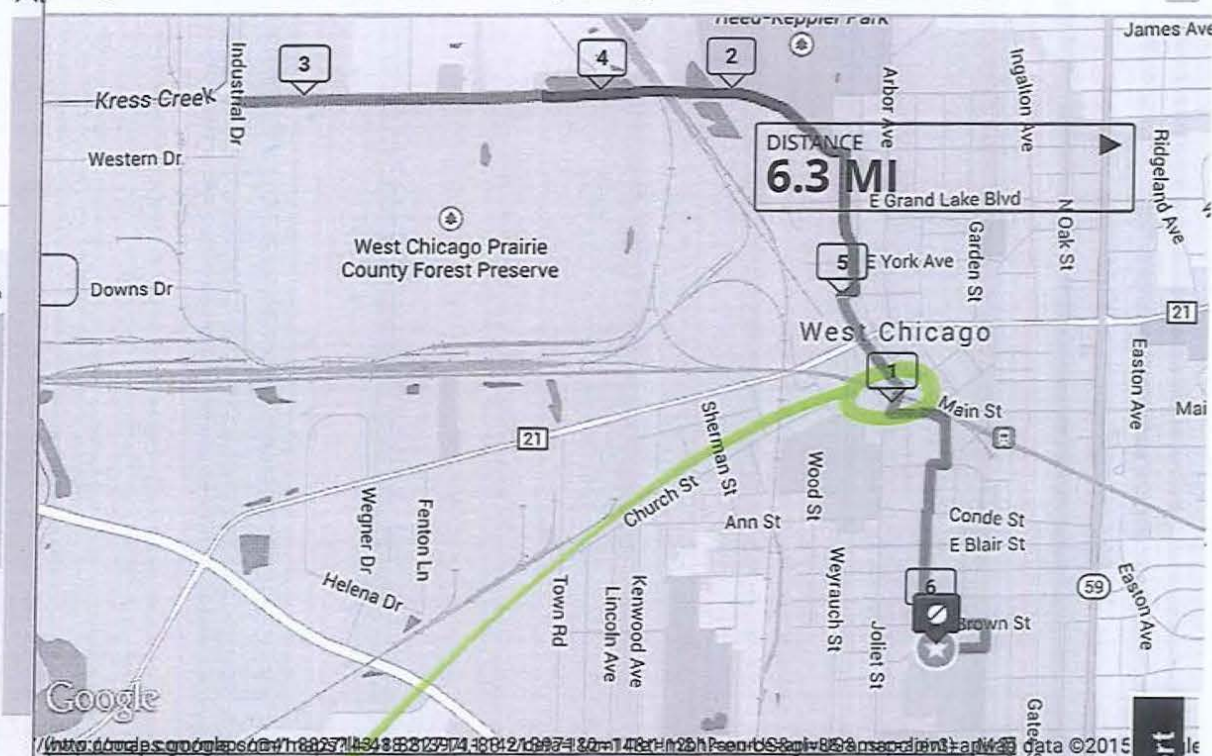 James Ave
3
4
2
Industrial Dr
Kress Creek
Arbor Ave
Ingalton Ave
Western Dr
DISTANCE
6.3 MI
Ridgeland Ave
E Grand Lake Blvd
N Oak St
West Chicago Prairie
County Forest Preserve
Garden St
5
E York Ave
Downs Dr
21
West Chicago
1
Easton Ave
Main St
Mai
21
Sherman St
Wood St
Church St
Ann St
Conde St
E Blair St
Wegner Dr
Fenton Ln
Helena Dr
Weyrauch St
6
59
Easton Ave
Town Rd
Kenwood Ave
Lincoln Ave
Joliet St
Brown St
Google
Gate
data ©2015